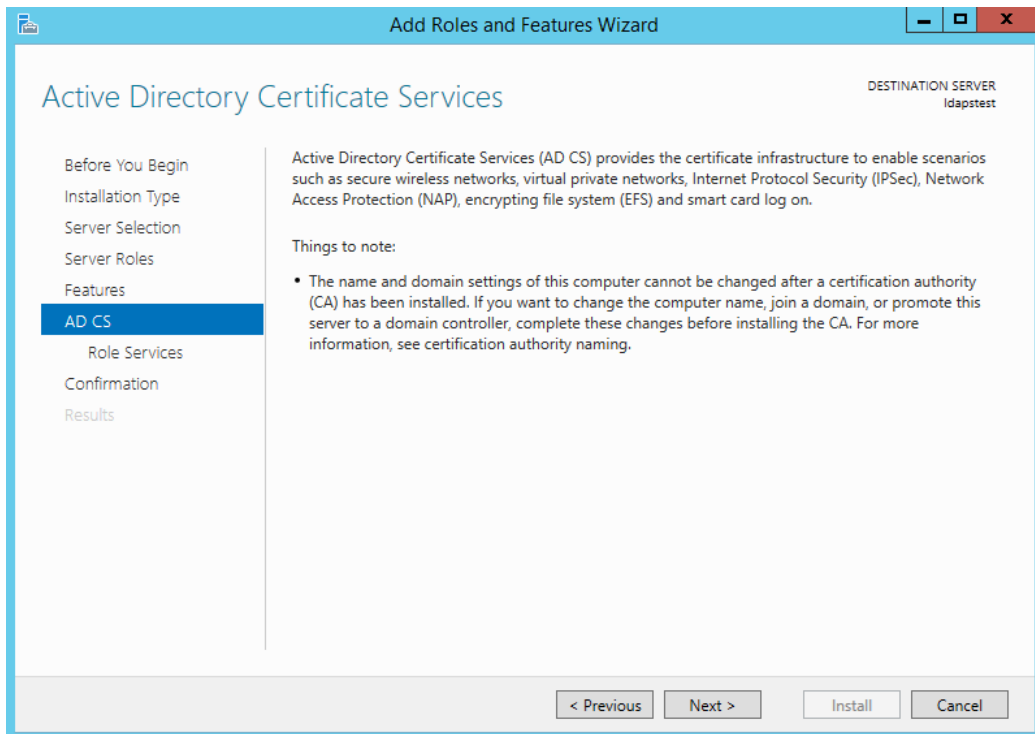 Add Roles and Features Wizard
Active Directory Certificate Services
DESTINATION SERVER
ldapstest
Before You Begin
Installation Type
Server Selection
Server Roles
Features
AD CS
Role Services
Confirmation
Results
Active Directory Certificate Services (AD CS) provides the certificate infrastructure to enable scenarios
such as secure wireless networks, virtual private networks, Internet Protocol Security (IPSec), Network
Access Protection (NAP), encrypting file system (EFS) and smart card log on.
Things to note:
• The name and domain settings of this computer cannot be changed after a certification authority
(CA) has been installed. If you want to change the computer name, join a domain, or promote this
server to a domain controller, complete these changes before installing the CA. For more
information, see certification authority naming.
< Previous
Next >
Install
Cancel